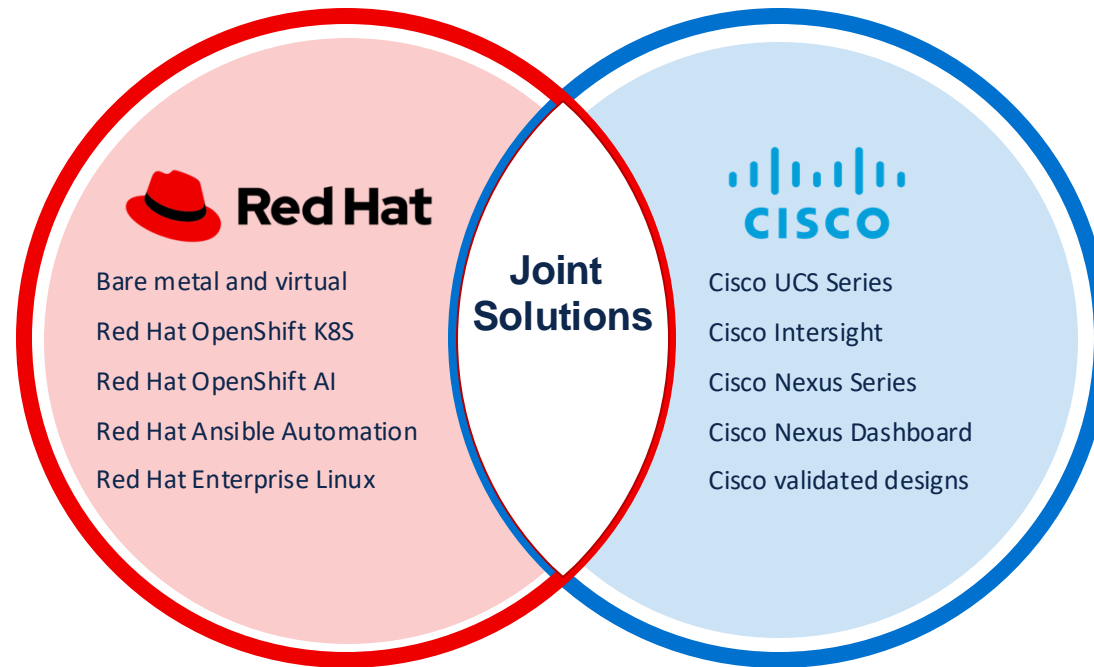 Red Hat
Bare metal and virtual
Red Hat OpenShift K8S
Red Hat OpenShift AI
Red Hat Ansible Automation
Red Hat Enterprise Linux
Joint
Solutions
CISCO
Cisco UCS Series
Cisco Intersight
Cisco Nexus Series
Cisco Nexus Dashboard
Cisco validated designs